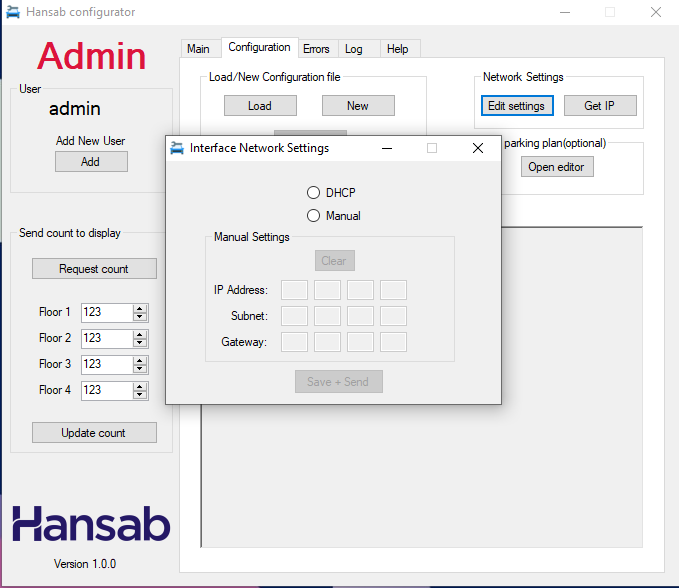 Hansab configurator
Admin
User
admin
Add New User
Add
Send count to display
Request count
Floor 1 123
Floor 2 123
Floor 3 123
Floor 4 123
Update count
Hansab
Version 1.0.0
Main Configuration Errors Log Help
Load/New Configuration file
Load New
Network Settings
Edit settings Get IP
parking plan(optional)
Open editor
Interface Network Settings
DHCP
Manual
Manual Settings
Clear
IP Address:
Subnet:
Gateway:
Save + Send